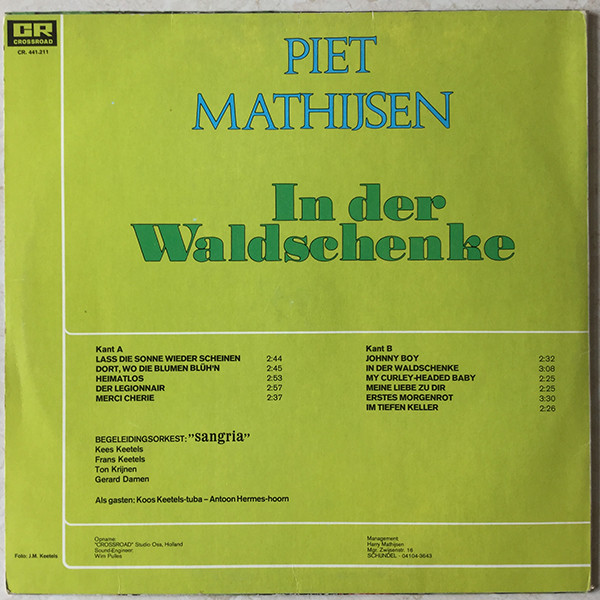 CR
CROSSROAD
CR. 441.211
PIET
MATHIJSEN
In der
Waldschenke
Kant A
LASS DIE SONNE WIEDER SCHEINEN 2:44
DORT, WO DIE BLUMEN BLÜH'N 2:45
HEIMATLOS 2:53
DER LEGIONNAIR 2:57
MERCI CHERIE 2:37
Kant B
JOHNNY BOY 2:32
IN DER WALDSCHENKE 3:08
MY CURLEY-HEADED BABY 2:25
MEINE LIEBE ZU DIR 2:25
ERSTES MORGENROT 3:30
IM TIEFEN KELLER 2:26
BEGELEIDINGSORKEST: "sangria"
Kees Keetels
Frans Keetels
Ton Krijnen
Gerard Damen
Als gasten: Koos Keetels-tuba – Antoon Hermes-hoorn
Foto: J.M. Keetels
Opname:
"CROSSROAD" Studio Oss, Holland
Sound-Engineer:
Wim Pulles
Management
Harry Mathijsen
Mgr. Zwijsenstr. 16
SCHIJNDEL - 04104-3643